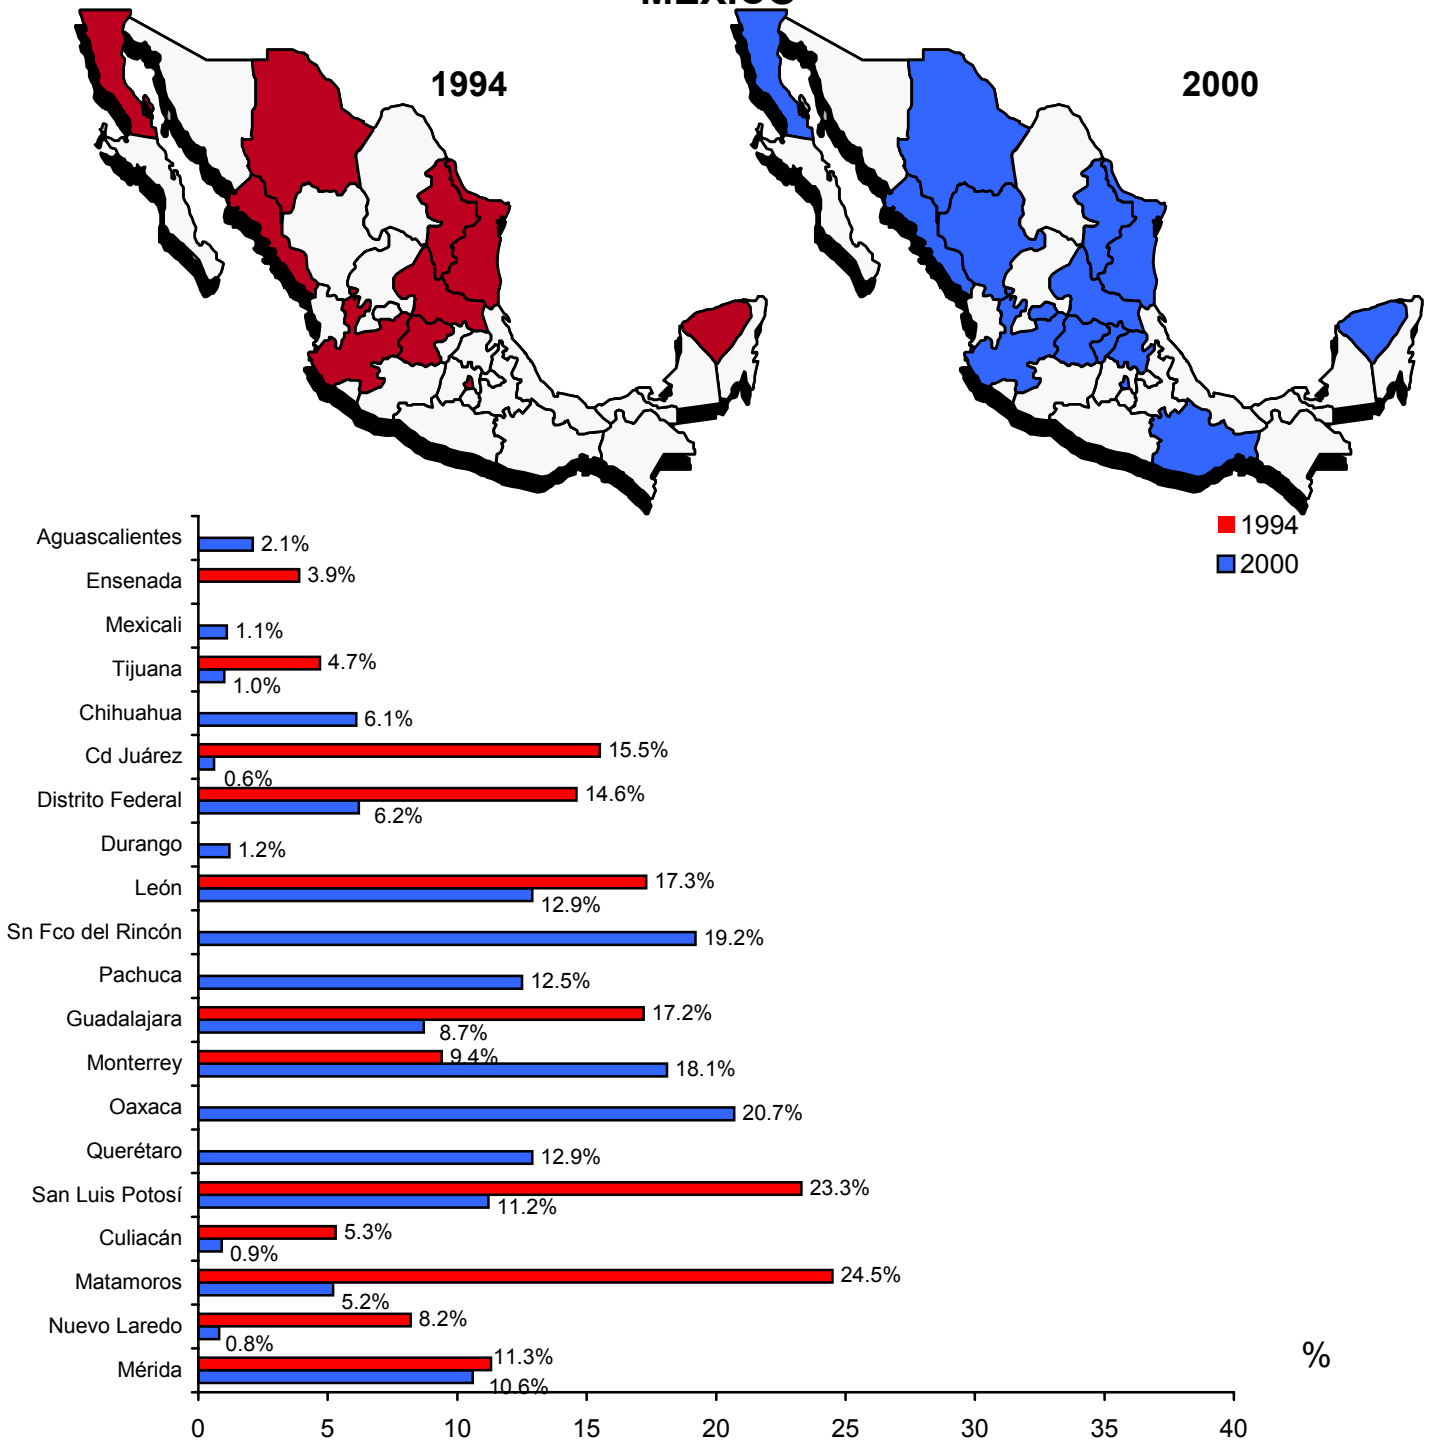 MEXICO
1994
2000
1994
2000
Aguascalientes 2.1%
Ensenada 3.9%
Mexicali 1.1%
Tijuana 4.7%
1.0%
Chihuahua 6.1%
Cd Juárez 15.5%
0.6%
Distrito Federal 14.6%
6.2%
Durango 1.2%
León 17.3%
12.9%
Sn Fco del Rincón 19.2%
Pachuca 12.5%
Guadalajara 17.2%
8.7%
Monterrey 9.4%
18.1%
Oaxaca 20.7%
Querétaro 12.9%
San Luis Potosí 23.3%
11.2%
Culiacán 5.3%
0.9%
Matamoros 24.5%
5.2%
Nuevo Laredo 8.2%
0.8%
Mérida 11.3%
10.6%
%
0 5 10 15 20 25 30 35 40